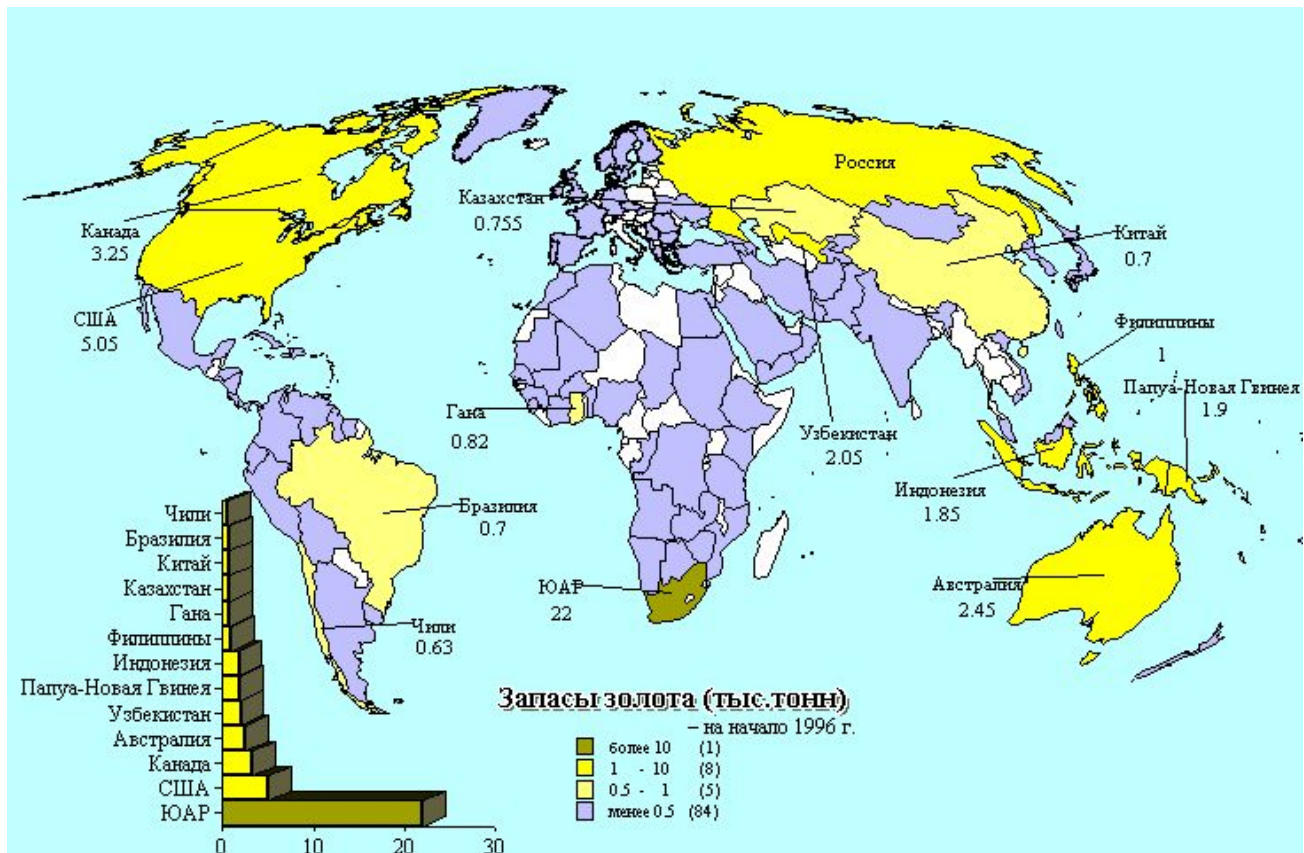 Россия
Казахстан
0.755
Канада
3.25
Китай
0.7
США
5.05
Филиппины
1
Папуа-Новая Гвинея
1.9
Гана
0.82
Узбекистан
2.05
Индонезия
1.85
Бразилия
0.7
ЮАР
22
Австралия
2.45
Чили
0.63
Чили
Бразилия
Китай
Казахстан
Гана
Филиппины
Индонезия
Папуа-Новая Гвинея
Узбекистан
Австралия
Канада
США
ЮАР
0 10 20 30
Запасы золота (тыс.тонн)
– на начало 1996 г.
более 10 (1)
1 - 10 (8)
0.5 - 1 (5)
менее 0.5 (84)